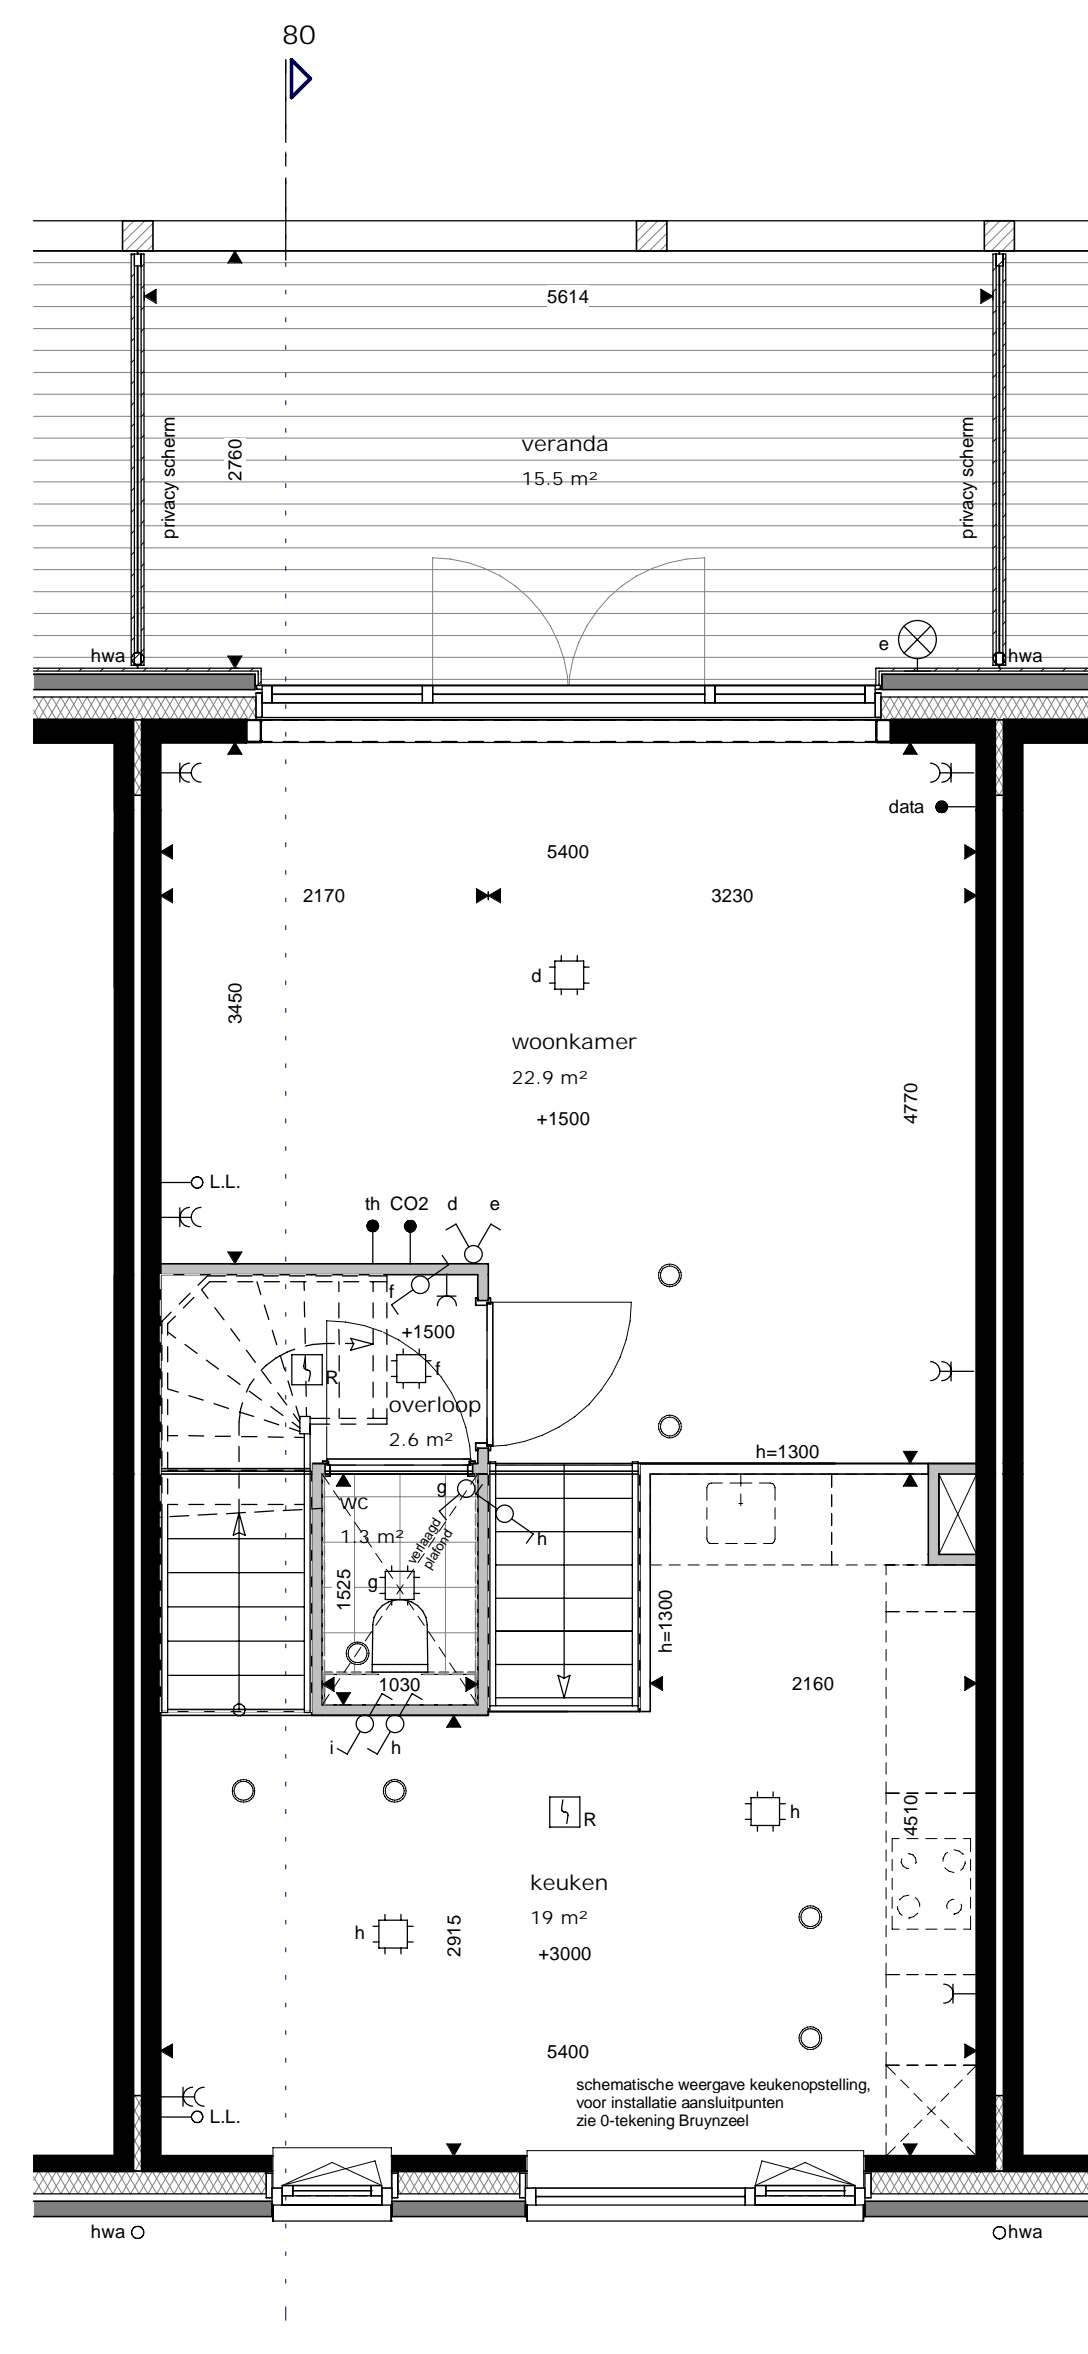 80
5614
privacy scherm
2760
veranda
15.5 m²
privacy scherm
hwa
e
hwa
data
5400
2170
3230
3450
d
woonkamer
22.9 m²
+1500
4770
L.L.
th
CO2
d
e
f
+1500
R
f
overloop
2.6 m²
h=1300
wc
g
1.3 m²
verlaagd
plafond
h
g
1525
h=1300
1030
2160
i
h
R
h
4510
keuken
19 m²
h
2915
+3000
5400
schematische weergave keukenopstelling,
voor installatie aansluitpunten
zie 0-tekening Bruynzeel
L.L.
hwa
hwa